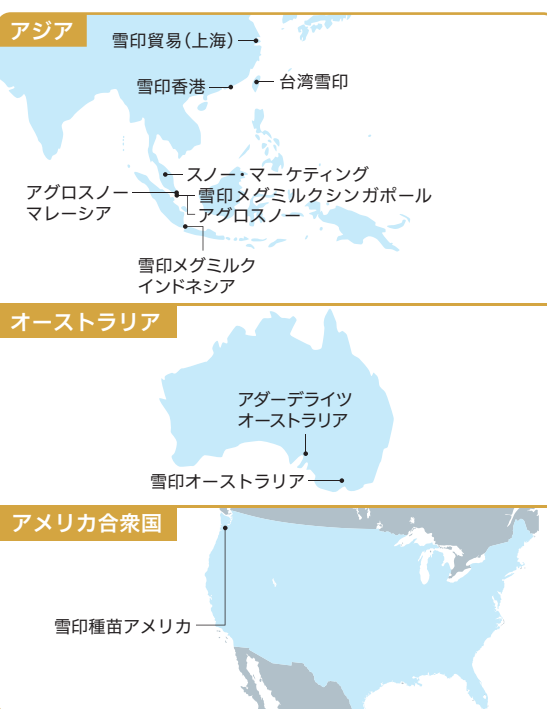 アジア
雪印貿易（上海）
雪印香港
台湾雪印
スノー・マーケティング
アグロスノー
マレーシア
雪印メグミルクシンガポール
アグロスノー
雪印メグミルク
インドネシア
オーストラリア
アダーデライツ
オーストラリア
雪印オーストラリア
アメリカ合衆国
雪印種苗アメリカ